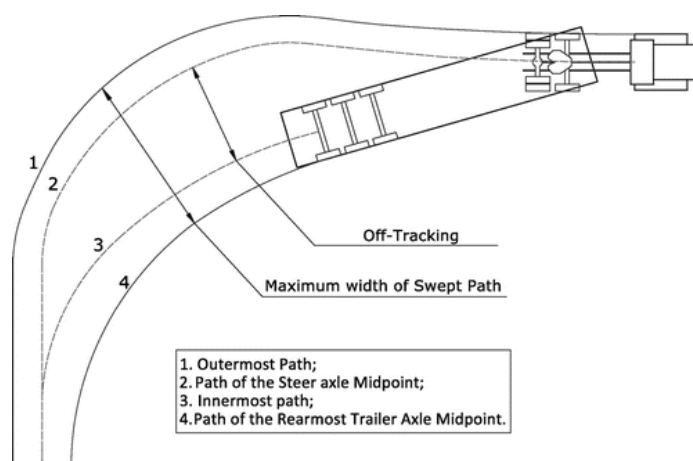 1
2
3
4
Off-Tracking
Maximum width of Swept Path
1. Outermost Path;
2. Path of the Steer axle Midpoint;
3. Innermost path;
4.Path of the Rearmost Trailer Axle Midpoint.